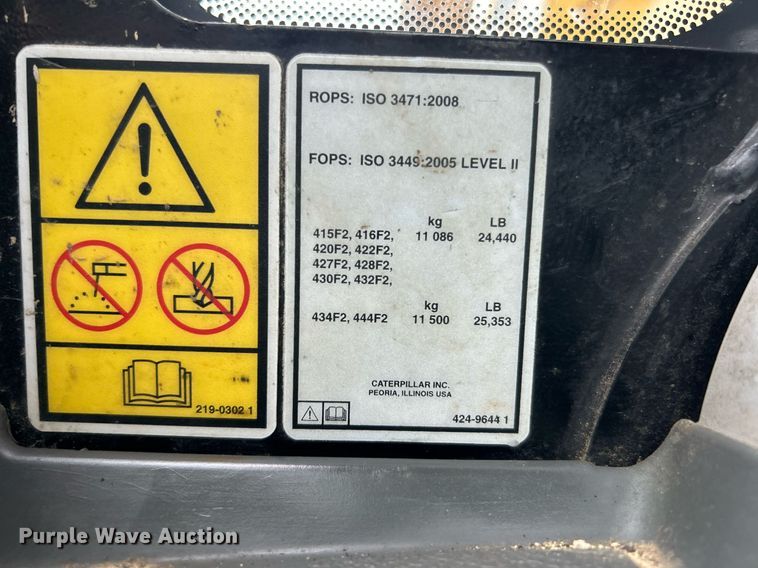 219-0302 1
ROPS: ISO 3471:2008
FOPS: ISO 3449:2005 LEVEL II
kg LB
415F2, 416F2, 11 086 24,440
420F2, 422F2,
427F2, 428F2,
430F2, 432F2,
kg LB
434F2, 444F2 11 500 25,353
CATERPILLAR INC.
PEORIA, ILLINOIS USA
424-9644 1
Purple Wave Auction